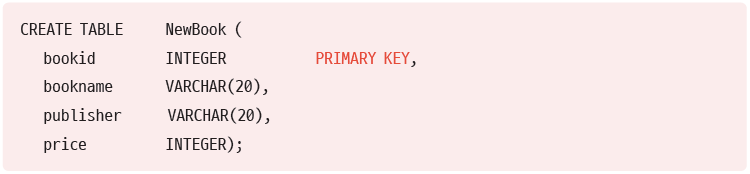 CREATE TABLE NewBook (
bookid INTEGER PRIMARY KEY,
bookname VARCHAR(20),
publisher VARCHAR(20),
price INTEGER);